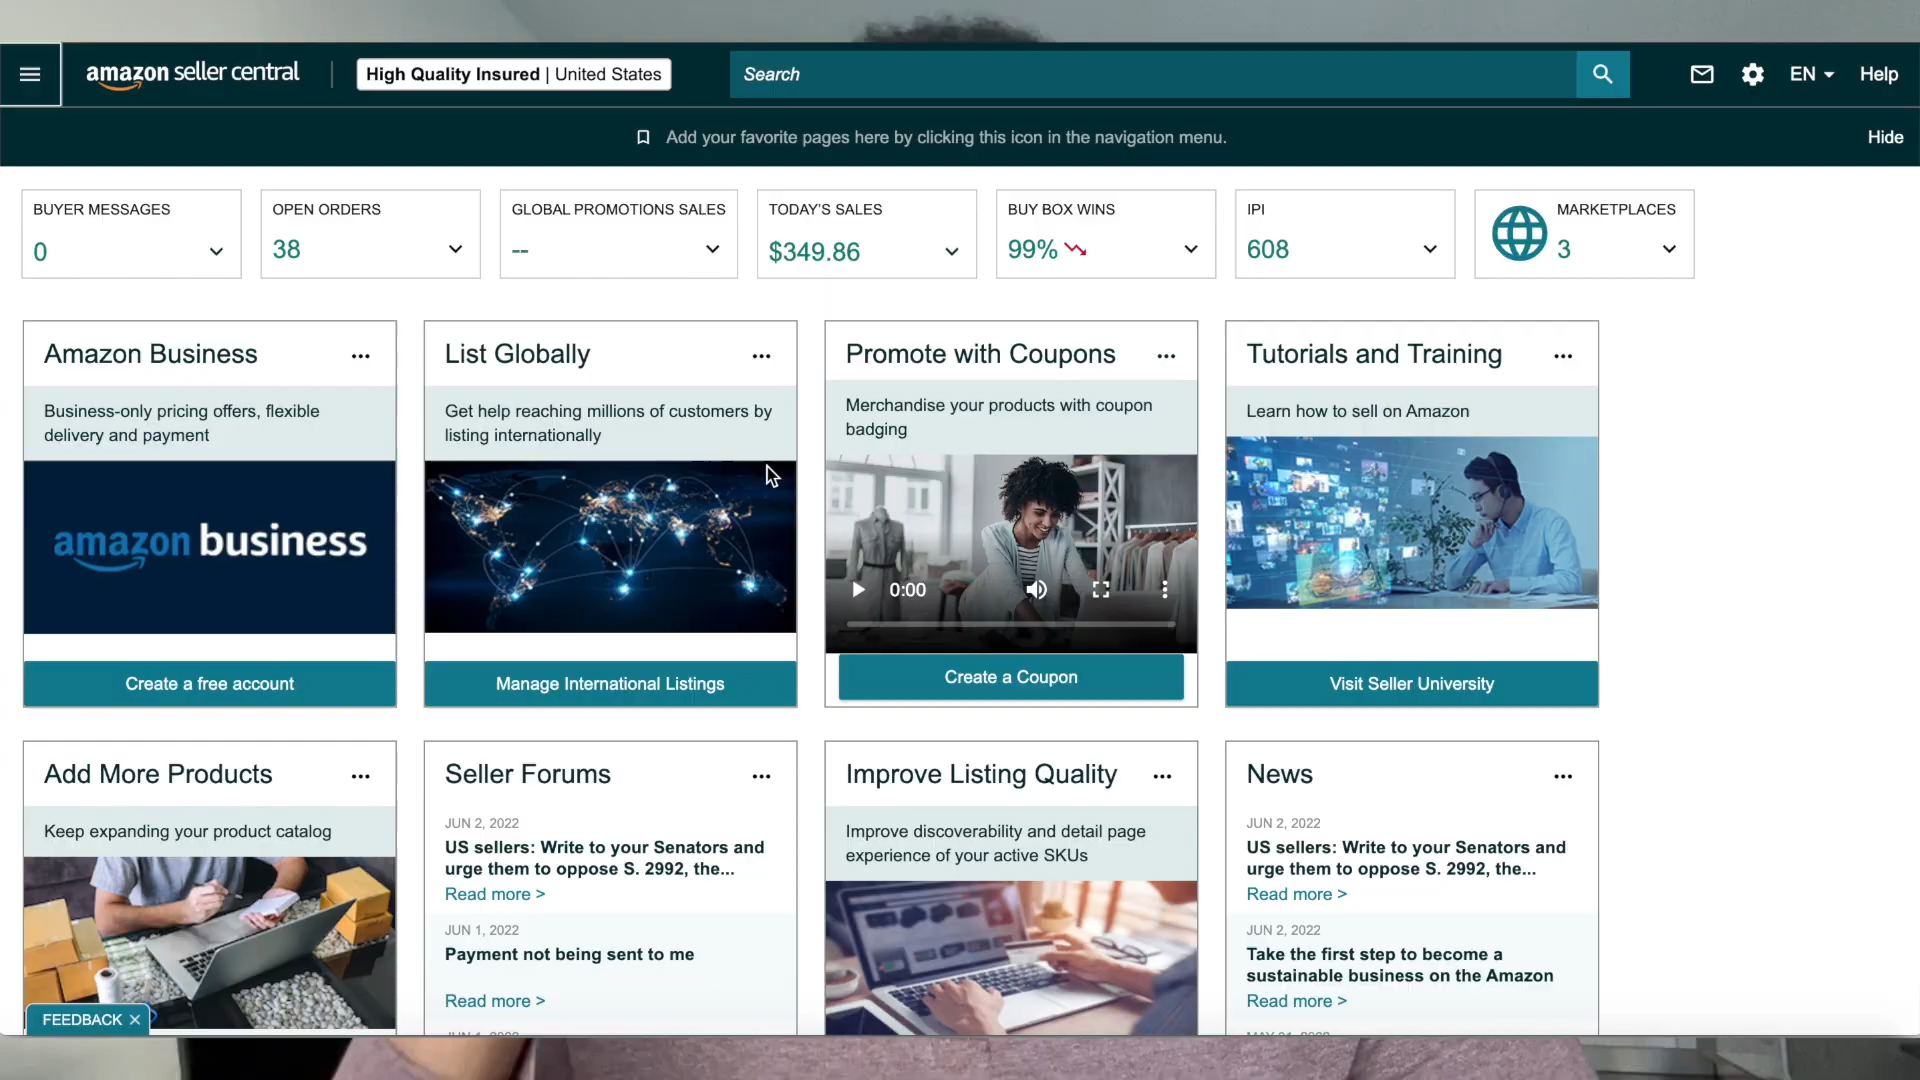 amazon seller central
High Quality Insured | United States
Search
EN
Help
Add your favorite pages here by clicking this icon in the navigation menu.
Hide
BUYER MESSAGES
0
OPEN ORDERS
38
GLOBAL PROMOTIONS SALES
--
TODAY'S SALES
$349.86
BUY BOX WINS
99%
IPI
608
MARKETPLACES
3
Amazon Business
Business-only pricing offers, flexible
delivery and payment
amazon business
Create a free account
List Globally
Get help reaching millions of customers by
listing internationally
Manage International Listings
Promote with Coupons
Merchandise your products with coupon
badging
0:00
Create a Coupon
Tutorials and Training
Learn how to sell on Amazon
Visit Seller University
Add More Products
Keep expanding your product catalog
FEEDBACK
Seller Forums
JUN 2, 2022
US sellers: Write to your Senators and
urge them to oppose S. 2992, the...
Read more >
JUN 1, 2022
Payment not being sent to me
Read more >
JUN 1, 2022
Improve Listing Quality
Improve discoverability and detail page
experience of your active SKUs
News
JUN 2, 2022
US sellers: Write to your Senators and
urge them to oppose S. 2992, the...
Read more >
JUN 2, 2022
Take the first step to become a
sustainable business on the Amazon
Read more >